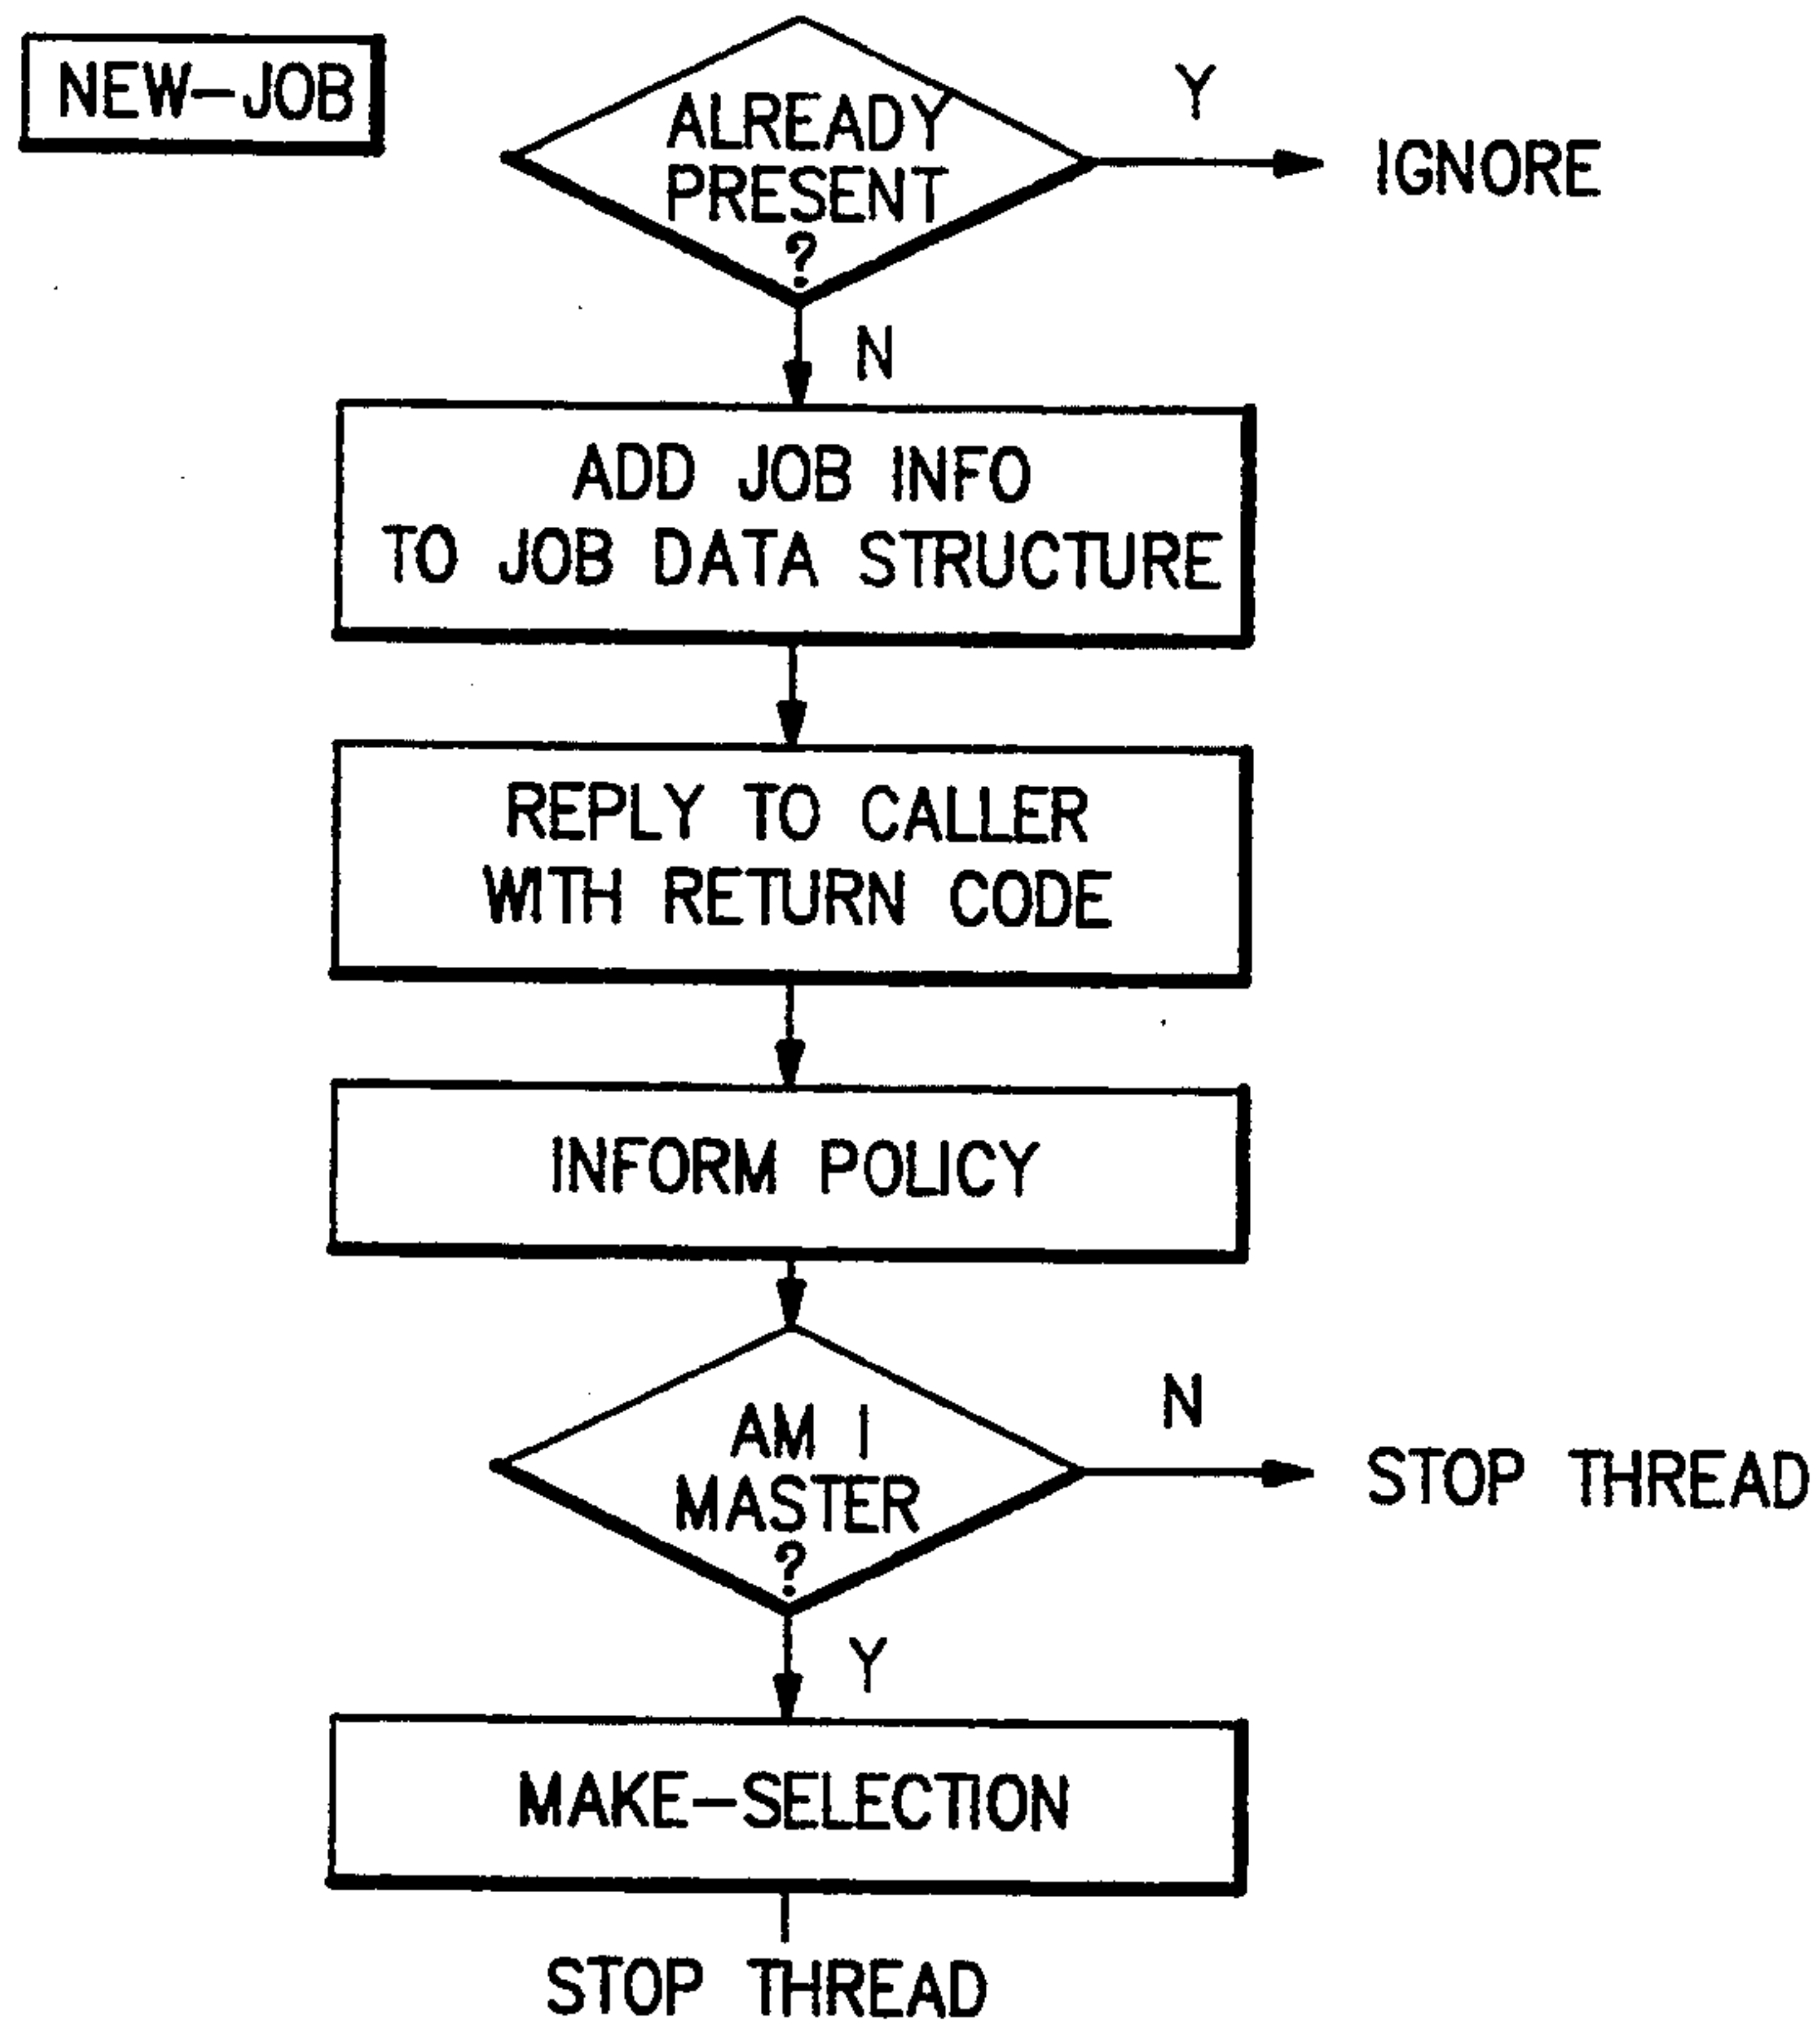 NEW-JOB
ALREADY
PRESENT
?
Y
IGNORE
N
ADD JOB INFO
TO JOB DATA STRUCTURE
REPLY TO CALLER
WITH RETURN CODE
INFORM POLICY
AM I
MASTER
?
N
STOP THREAD
Y
MAKE-SELECTION
STOP THREAD